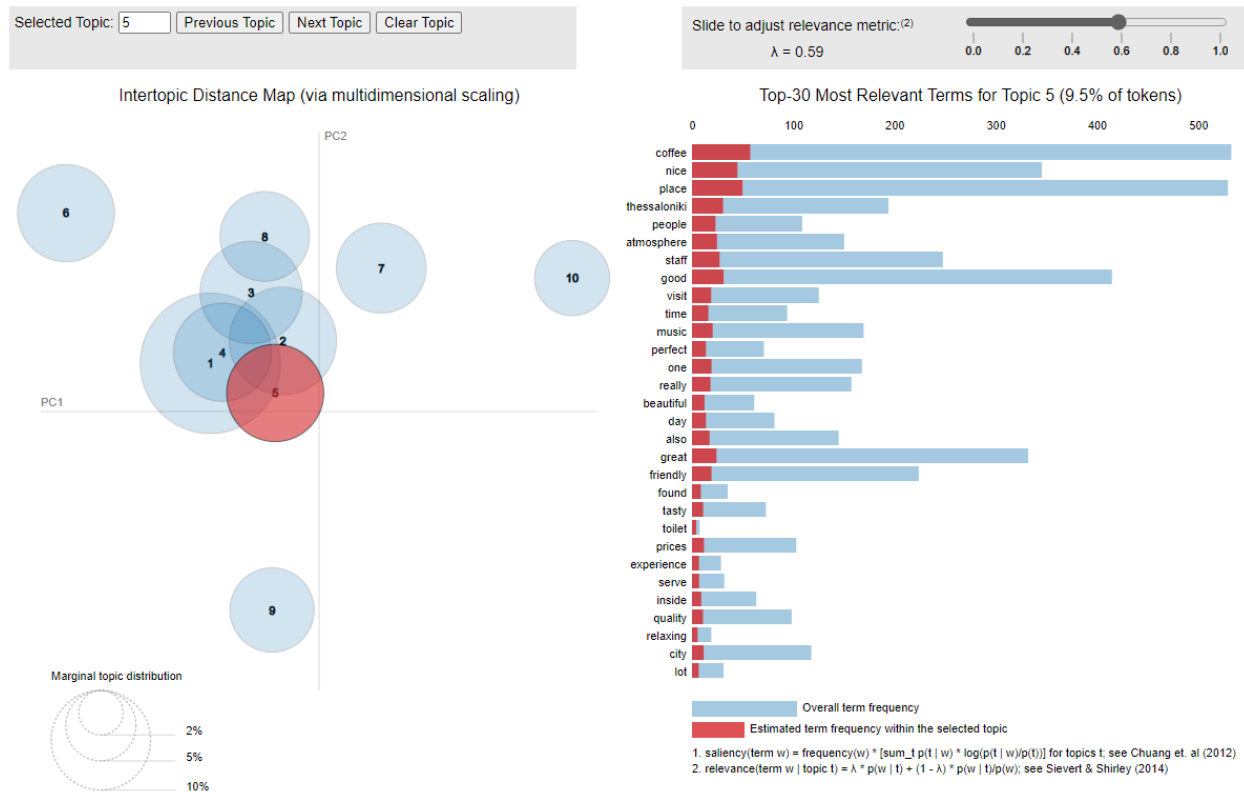 Selected Topic: 5 Previous Topic Next Topic Clear Topic
Slide to adjust relevance metric:(2)
λ = 0.59
0.0 0.2 0.4 0.6 0.8 1.0
Intertopic Distance Map (via multidimensional scaling)
PC2
PC1
6
8
7
10
3
2
4
1
5
9
Marginal topic distribution
2%
5%
10%
Top-30 Most Relevant Terms for Topic 5 (9.5% of tokens)
0 100 200 300 400 500
coffee
nice
place
thessaloniki
people
atmosphere
staff
good
visit
time
music
perfect
one
really
beautiful
day
also
great
friendly
found
tasty
toilet
prices
experience
serve
inside
quality
relaxing
city
lot
Overall term frequency
Estimated term frequency within the selected topic
1. saliency(term w) = frequency(w) * [sum_t p(t | w) * log(p(t | w)/p(t))] for topics t; see Chuang et. al (2012)
2. relevance(term w | topic t) = λ * p(w | t) + (1 - λ) * p(w | t)/p(w); see Sievert & Shirley (2014)